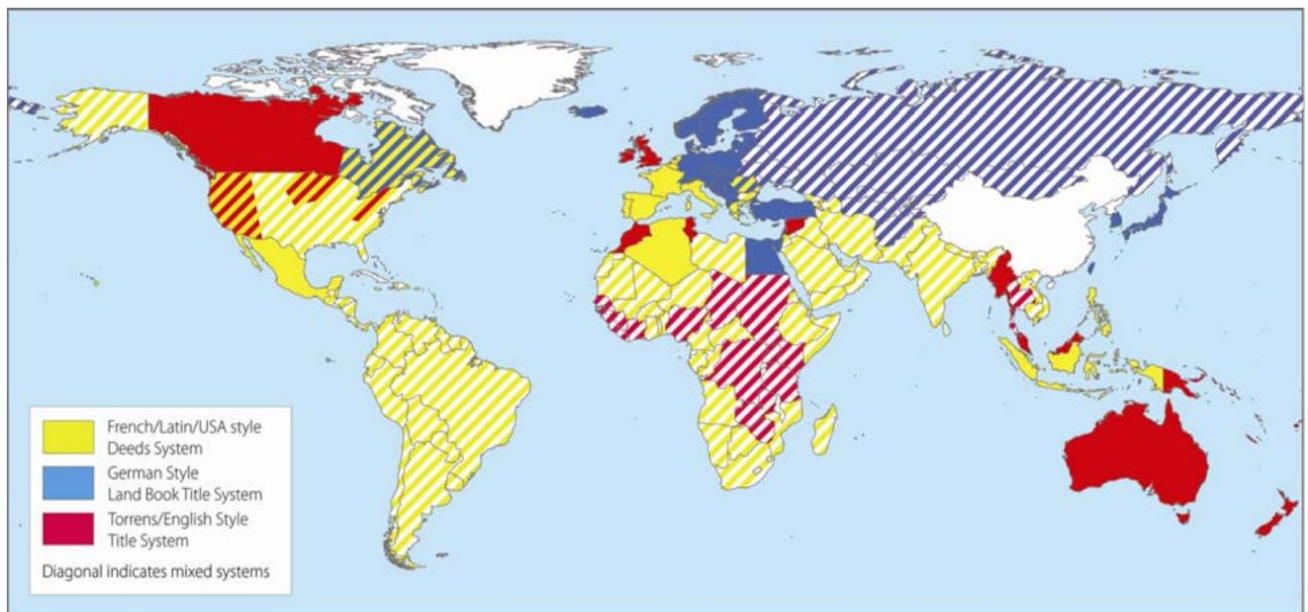 French/Latin/USA style
Deeds System
German Style
Land Book Title System
Torrens/English Style
Title System
Diagonal indicates mixed systems